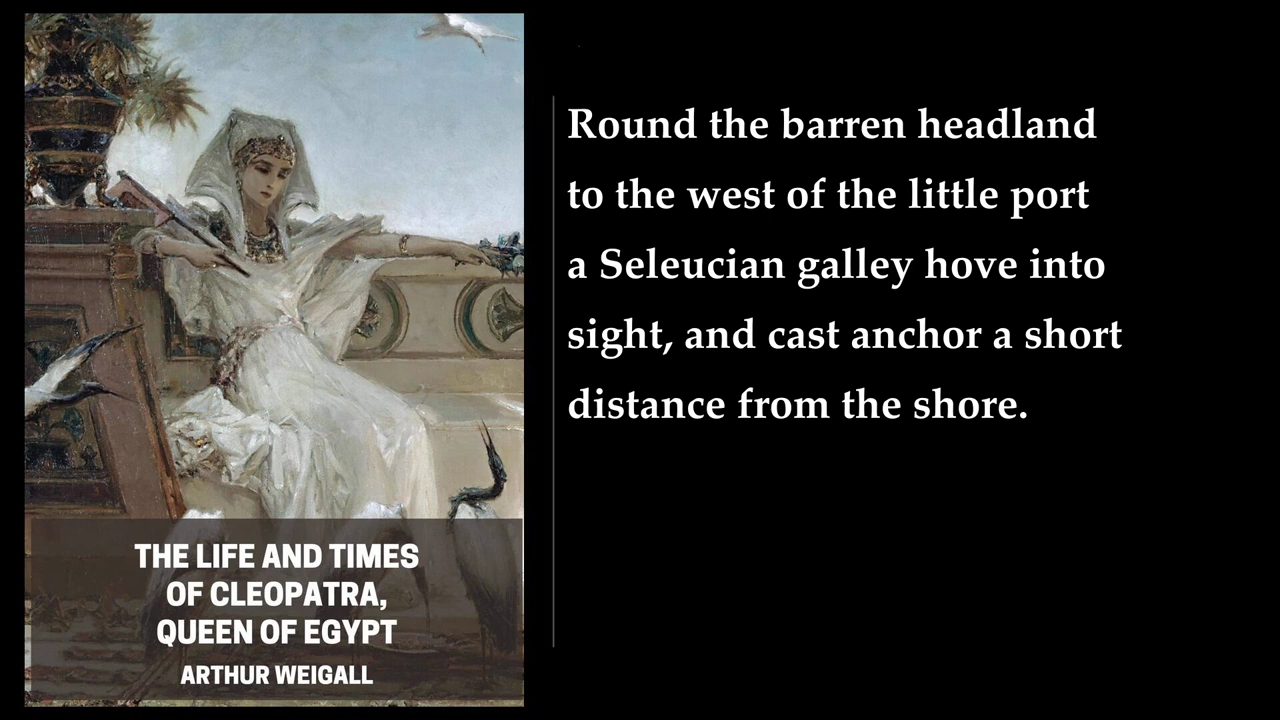 Round the barren headland
to the west of the little port
a Seleucian galley hove into
sight, and cast anchor a short
distance from the shore.
THE LIFE AND TIMES
OF CLEOPATRA,
QUEEN OF EGYPT
ARTHUR WEIGALL